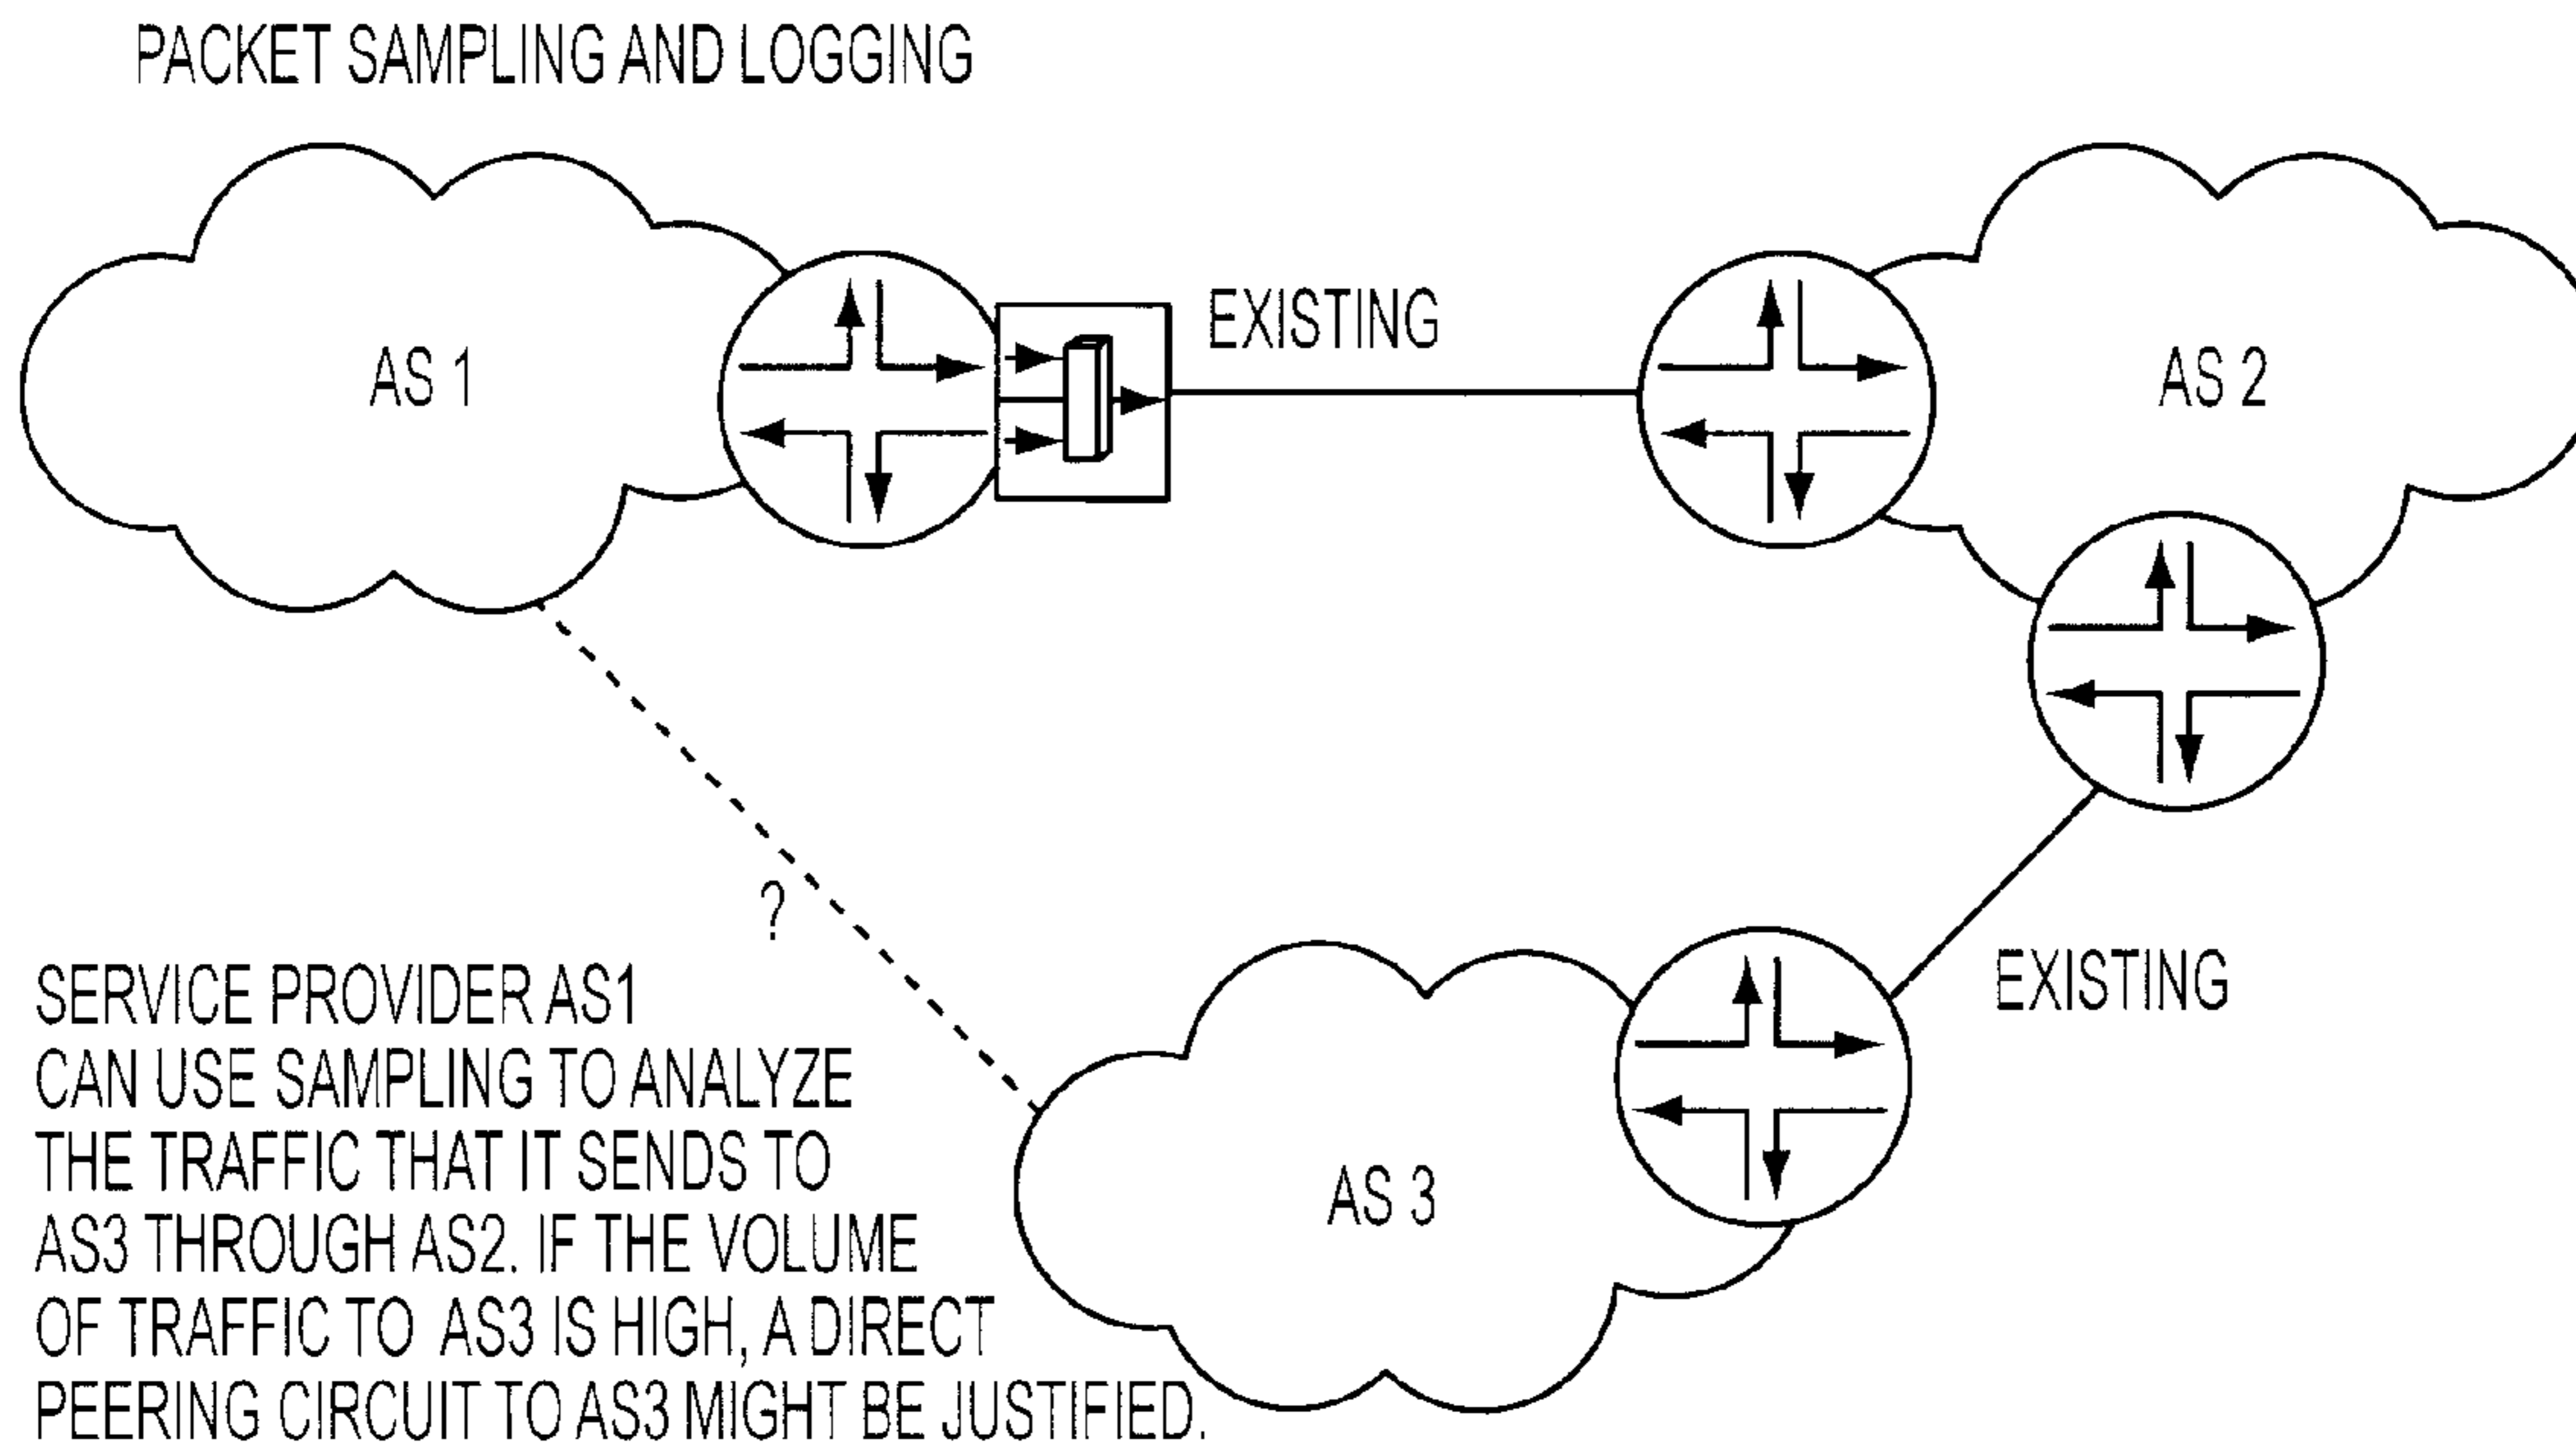 PACKET SAMPLING AND LOGGING
EXISTING
AS 1
AS 2
?
EXISTING
AS 3
SERVICE PROVIDER AS1
CAN USE SAMPLING TO ANALYZE
THE TRAFFIC THAT IT SENDS TO
AS3 THROUGH AS2. IF THE VOLUME
OF TRAFFIC TO AS3 IS HIGH, A DIRECT
PEERING CIRCUIT TO AS3 MIGHT BE JUSTIFIED.